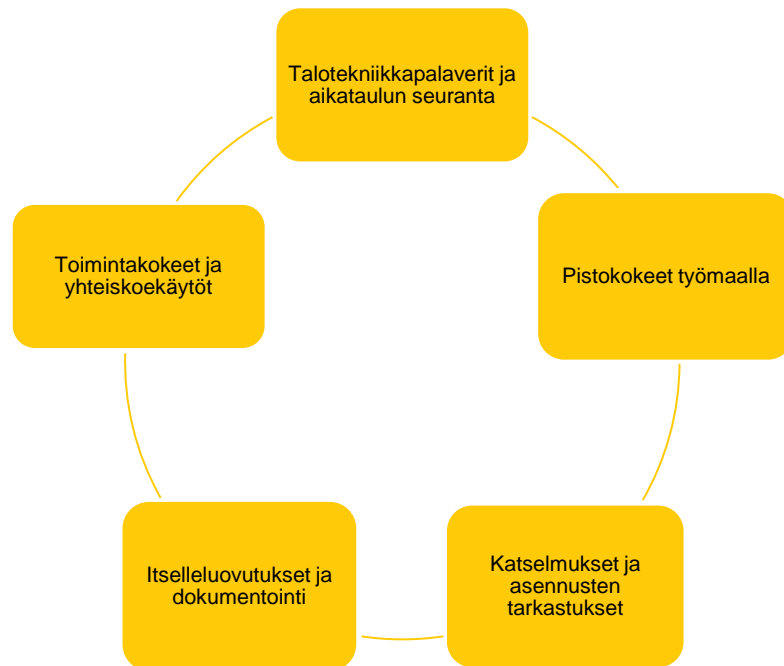 Talotekniikkapalaverit ja
aikataulun seuranta
Pistokokeet työmaalla
Katselmukset ja
asennusten
tarkastukset
Itselleluovutukset ja
dokumentointi
Toimintakokeet ja
yhteiskoekäytöt